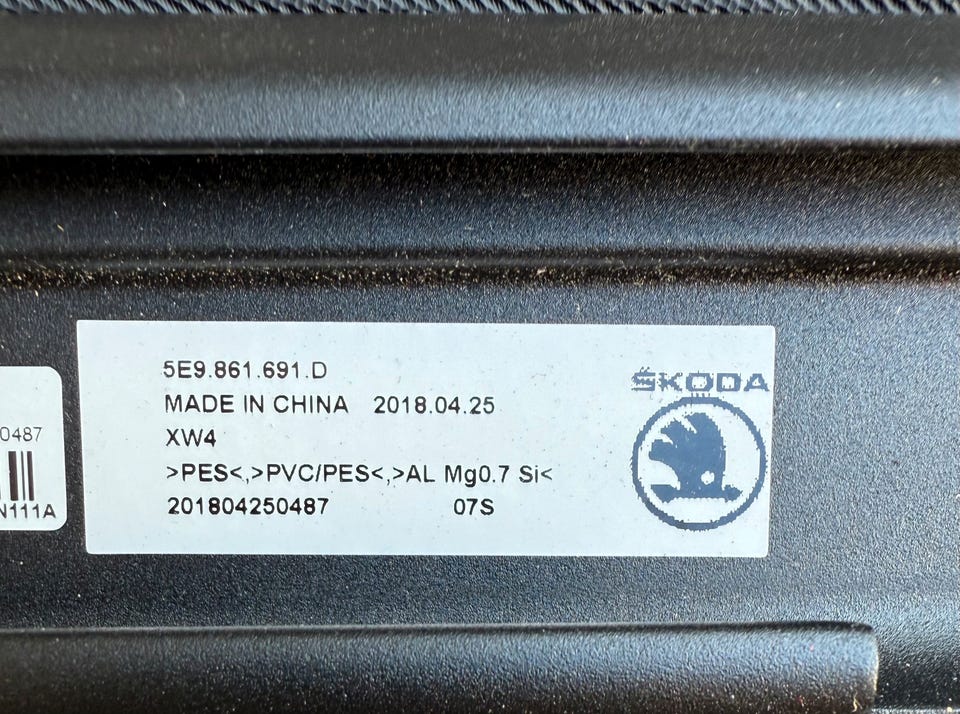 5E9.861.691.D
MADE IN CHINA 2018.04.25
XW4
>PES<,>PVC/PES<,>AL Mg0.7 Si<
201804250487 07S
ŠKODA
0487
N111A